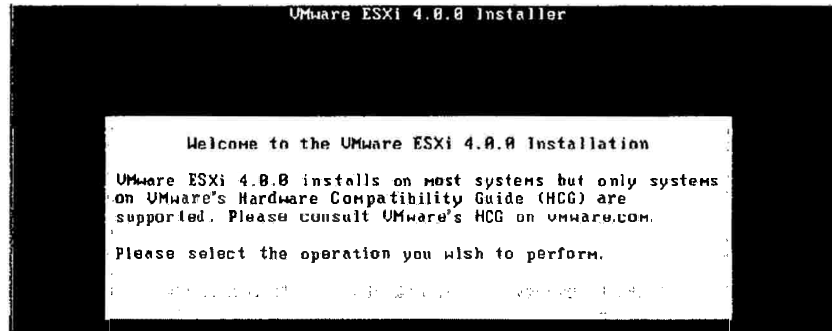 VMware ESXi 4.0.0 Installer
Welcome to the VMware ESXi 4.0.0 Installation
VMware ESXi 4.0.0 installs on most systems but only systems
on VMware's Hardware Compatibility Guide (HCG) are
supported. Please consult VMware's HCG on vmware.com.
Please select the operation you wish to perform.